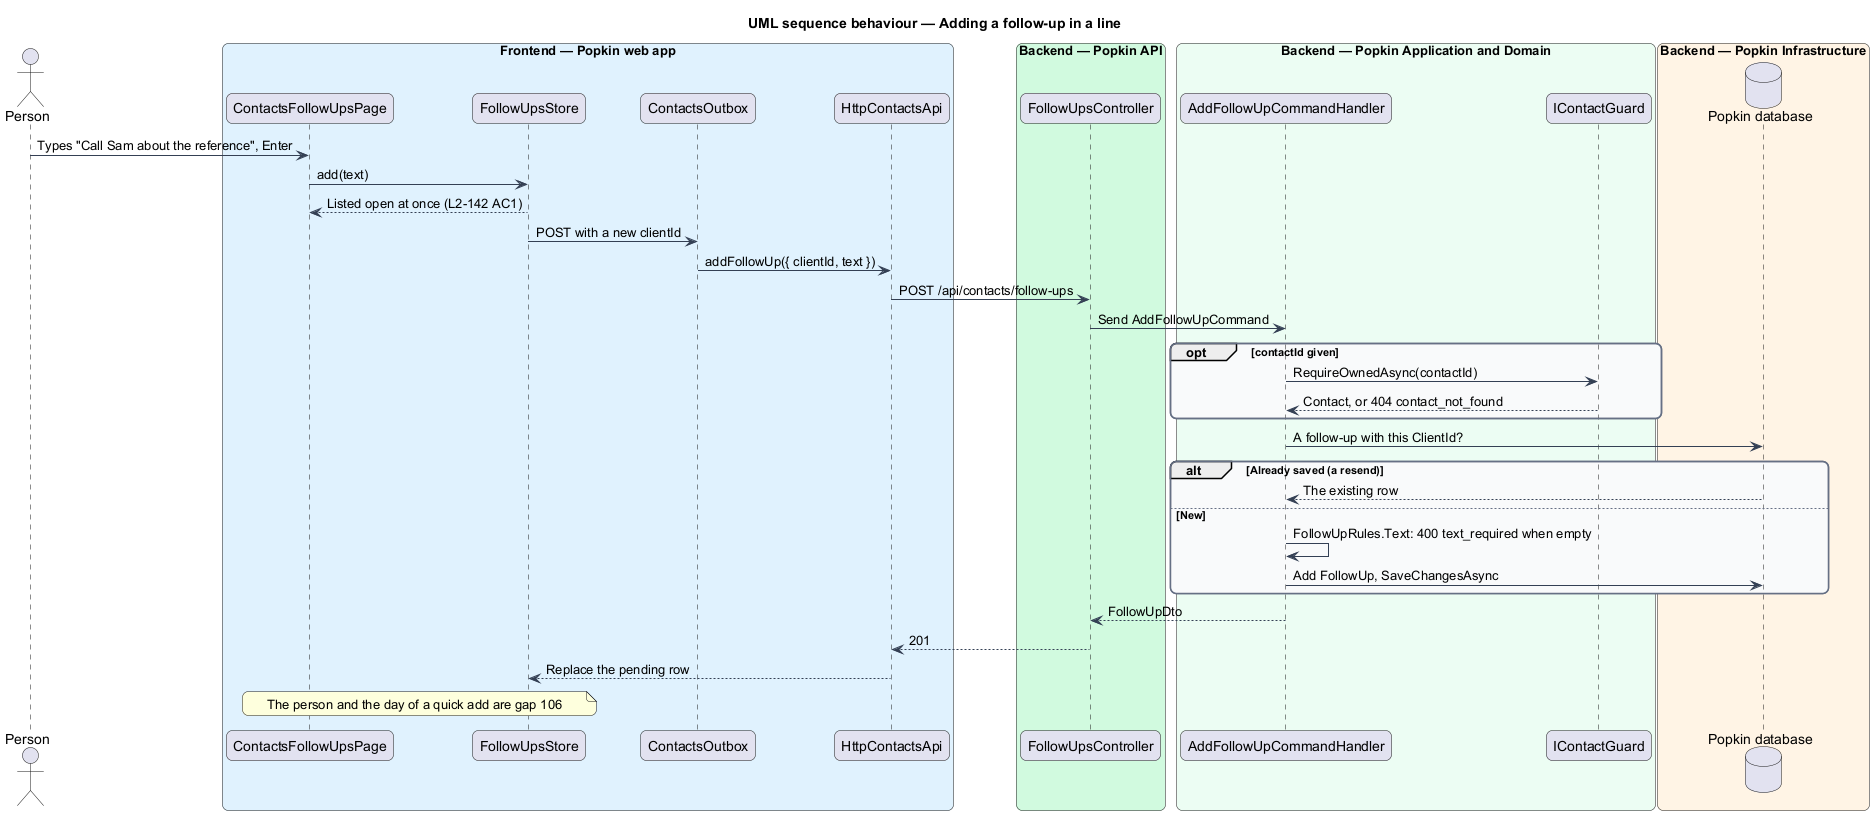 UML sequence behaviour — Adding a follow-up in a line
Frontend — Popkin web app
Backend — Popkin API
Backend — Popkin Application and Domain
Backend — Popkin Infrastructure
Person
ContactsFollowUpsPage
FollowUpsStore
ContactsOutbox
HttpContactsApi
FollowUpsController
AddFollowUpCommandHandler
IContactGuard
Popkin database
Types "Call Sam about the reference", Enter
add(text)
Listed open at once (L2-142 AC1)
POST with a new clientId
addFollowUp({ clientId, text })
POST /api/contacts/follow-ups
Send AddFollowUpCommand
opt
[contactId given]
RequireOwnedAsync(contactId)
Contact, or 404 contact_not_found
A follow-up with this ClientId?
alt
[Already saved (a resend)]
The existing row
[New]
FollowUpRules.Text: 400 text_required when empty
Add FollowUp, SaveChangesAsync
FollowUpDto
201
Replace the pending row
The person and the day of a quick add are gap 106
Person
ContactsFollowUpsPage
FollowUpsStore
ContactsOutbox
HttpContactsApi
FollowUpsController
AddFollowUpCommandHandler
IContactGuard
Popkin database